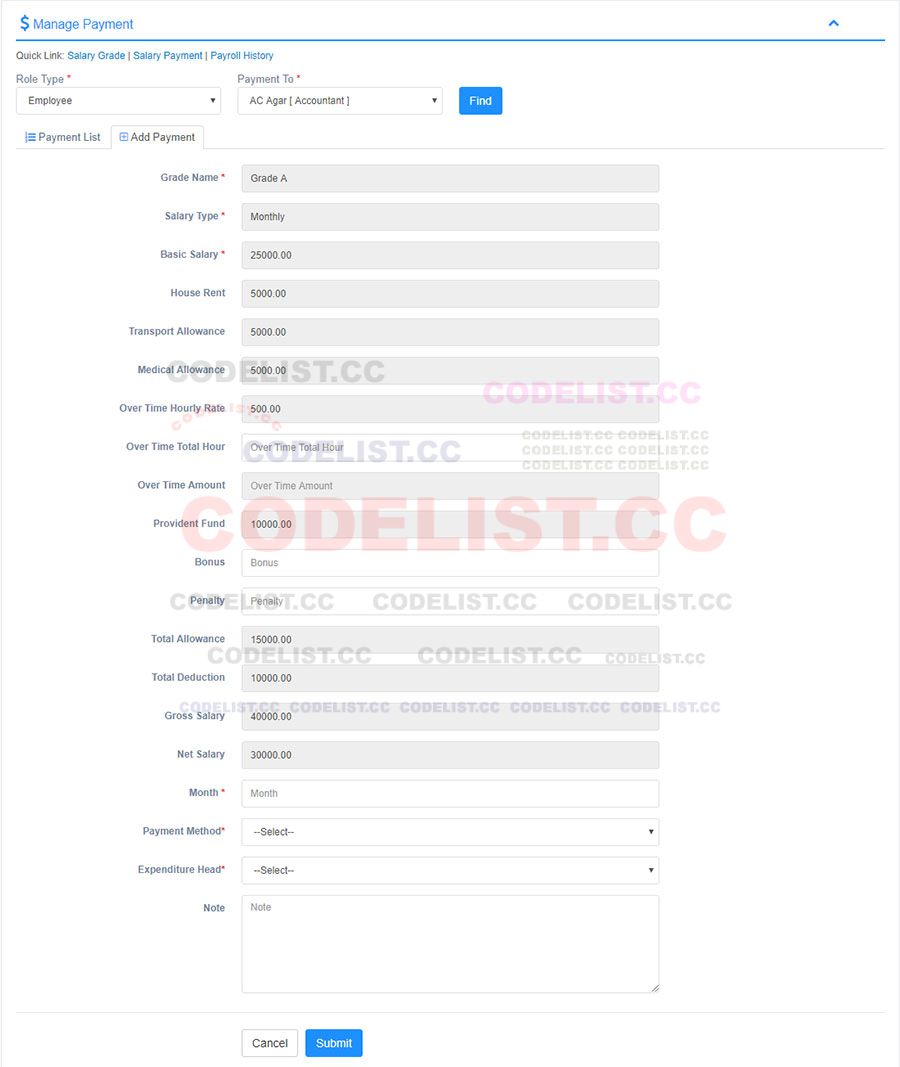 $ Manage Payment
Quick Link: Salary Grade | Salary Payment | Payroll History
Role Type * Payment To *
Employee AC Agar [ Accountant ] Find
Payment List Add Payment
Grade Name * Grade A
Salary Type * Monthly
Basic Salary * 25000.00
House Rent 5000.00
Transport Allowance 5000.00
Medical Allowance 5000.00
CODELIST.CC
CODELIST.CC
Over Time Hourly Rate 500.00
CODELIST.CC
CODELIST.CC CODELIST.CC
Over Time Total Hour Over Time Total Hour
CODELIST.CC
CODELIST.CC CODELIST.CC
CODELIST.CC CODELIST.CC
Over Time Amount Over Time Amount
Provident Fund 10000.00
CODELIST.CC
Bonus Bonus
Penalty Penalty
CODELIST.CC CODELIST.CC CODELIST.CC
Total Allowance 15000.00
CODELIST.CC CODELIST.CC CODELIST.CC
Total Deduction 10000.00
CODELIST.CC CODELIST.CC CODELIST.CC CODELIST.CC CODELIST.CC
Gross Salary 40000.00
Net Salary 30000.00
Month * Month
Payment Method* --Select--
Expenditure Head* --Select--
Note Note
Cancel Submit